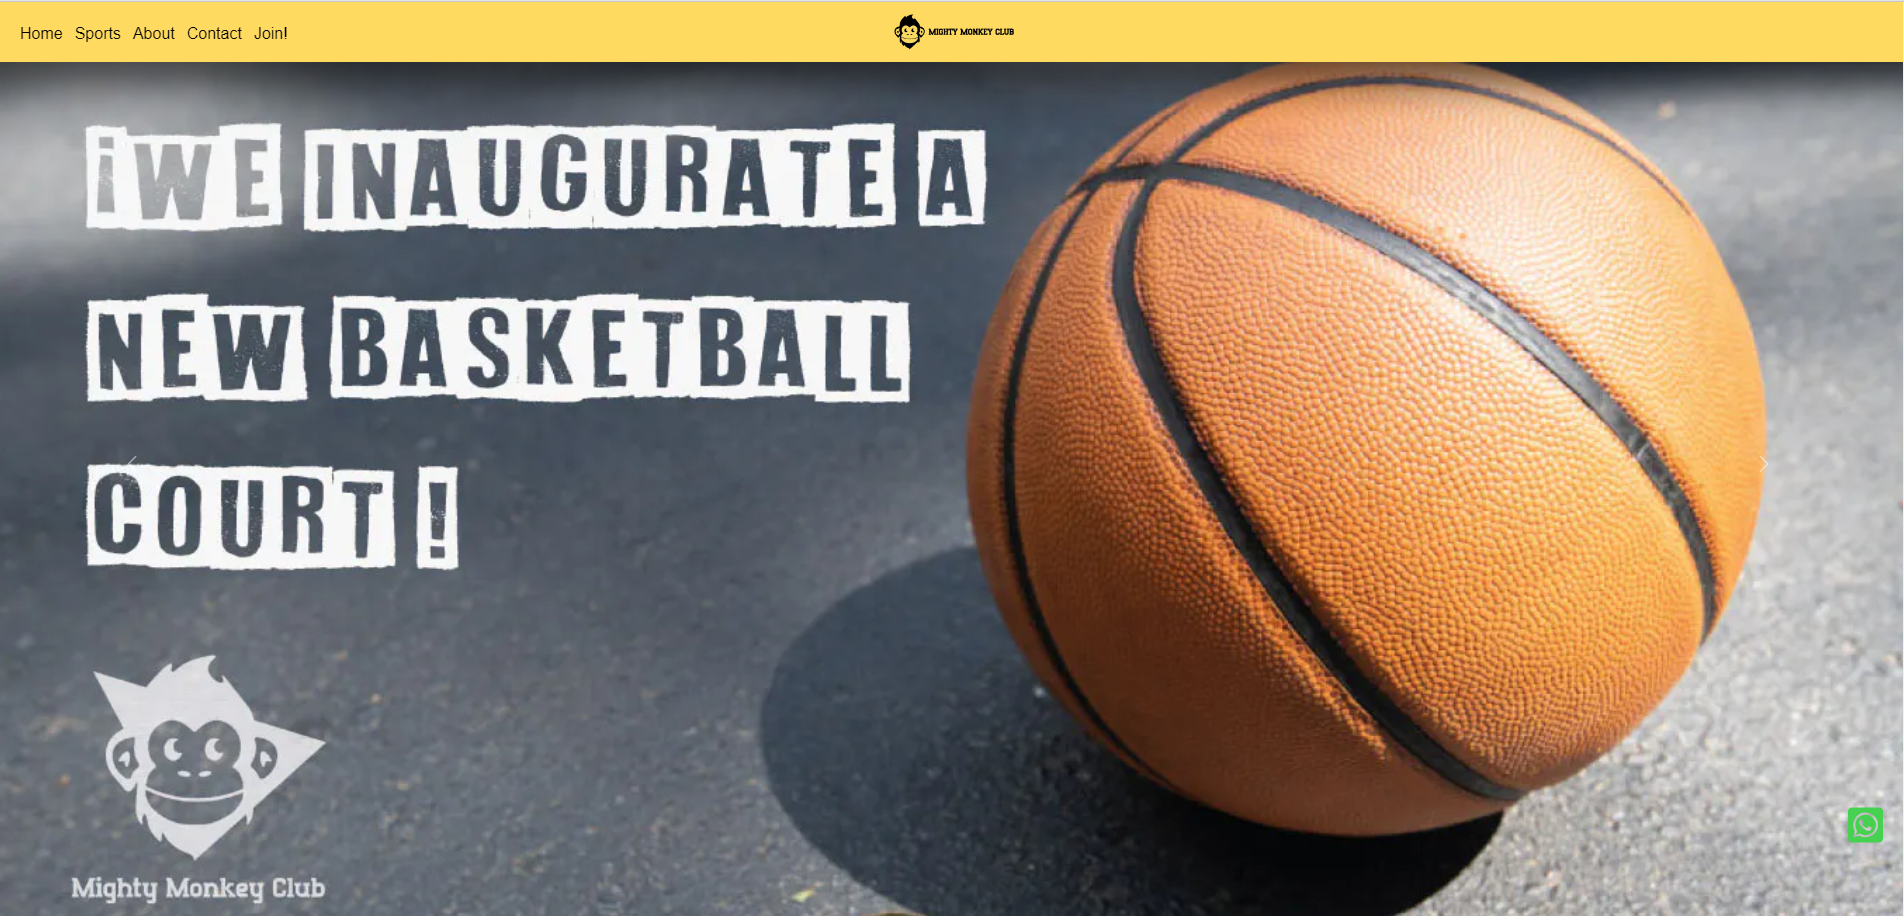 Home Sports About Contact Join!
MIGHTY MONKEY CLUB
¡WE INAUGURATE A
NEW BASKETBALL
COURT !
Mighty Monkey Club